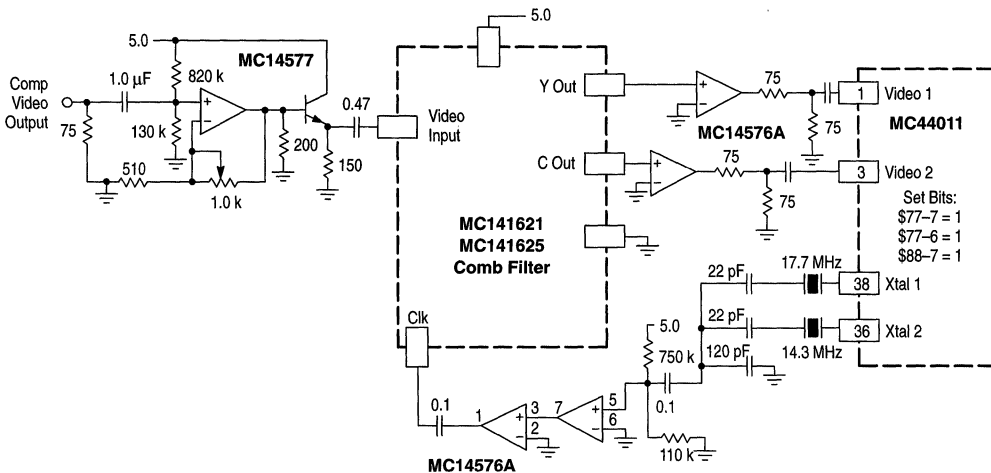 5.0
5.0
MC14577
1.0 µF
820 k
Comp
Video
Output
75
130 k
+
−
0.47
Video
Input
200
150
510
1.0 k
Y Out
+
−
75
75
1
Video 1
MC14576A
MC44011
C Out
+
−
75
75
3
Video 2
Set Bits:
$77–7 = 1
$77–6 = 1
$88–7 = 1
MC141621
MC141625
Comb Filter
22 pF
17.7 MHz
38
Xtal 1
22 pF
14.3 MHz
36
Xtal 2
120 pF
Clk
5.0
750 k
0.1
0.1
1
3
+
−
2
7
5
+
−
6
110 k
MC14576A